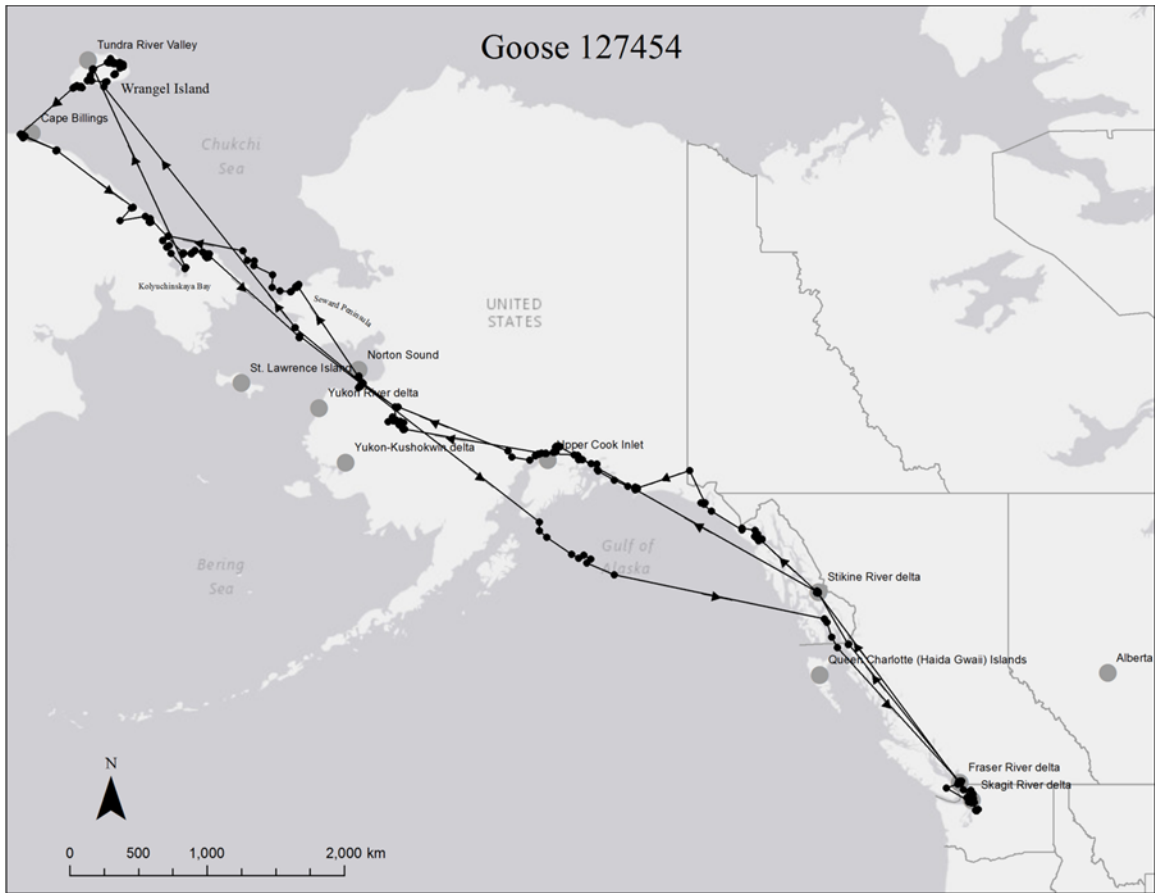 Goose 127454
Tundra River Valley
Wrangel Island
Cape Billings
Chukchi
Sea
Kolyuchinskaya Bay
Seward Peninsula
UNITED
STATES
Norton Sound
St. Lawrence Island
Yukon River delta
Yukon-Kushokwin delta
Upper Cook Inlet
Gulf of
Alaska
Bering
Sea
Stikine River delta
Queen Charlotte (Haida Gwaii) Islands
Alberta
Fraser River delta
Skagit River delta
N
0 500 1,000 2,000 km